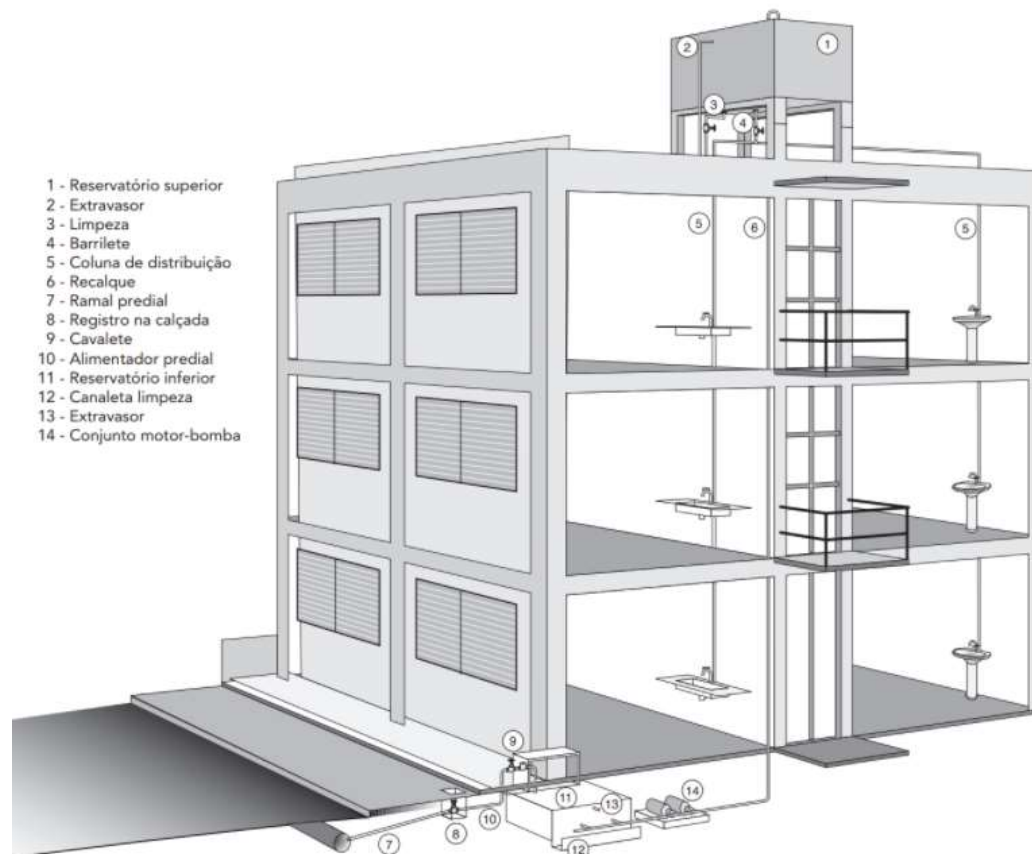 2
1
3
4
1 - Reservatório superior
2 - Extravasor
3 - Limpeza
4 - Barrilete
5 - Coluna de distribuição
6 - Recalque
7 - Ramal predial
8 - Registro na calçada
9 - Cavalete
10 - Alimentador predial
11 - Reservatório inferior
12 - Canaleta limpeza
13 - Extravasor
14 - Conjunto motor-bomba
5
6
5
9
11
13
14
10
8
7
12